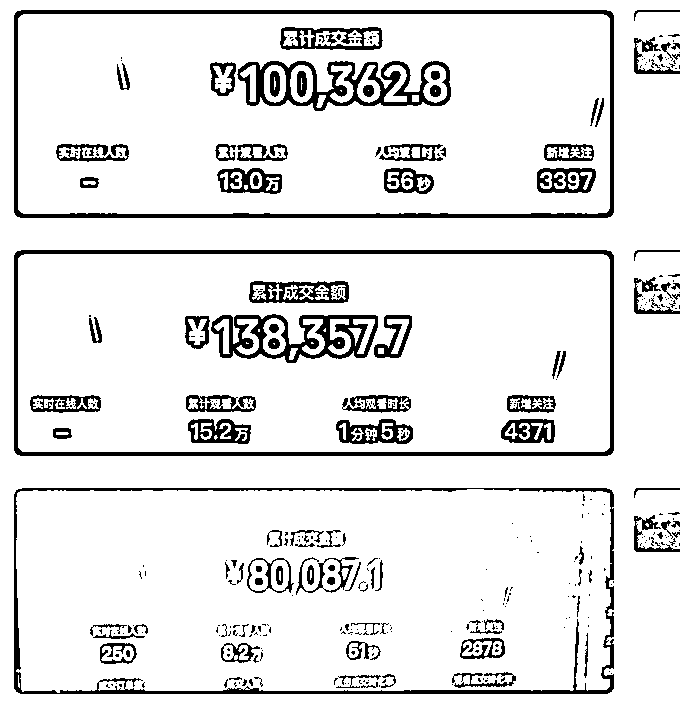 累计成交金额
¥100,362.8
实时在线人数 累计观看人数 人均观看时长 新增关注
- 13.0万 56秒 3397
累计成交金额
¥138,357.7
实时在线人数 累计观看人数 人均观看时长 新增关注
- 15.2万 1分钟5秒 4371
累计成交金额
¥80,087.1
实时在线人数 累计观看人数 人均观看时长 新增关注
250 8.2万 51秒 2878
成交人数